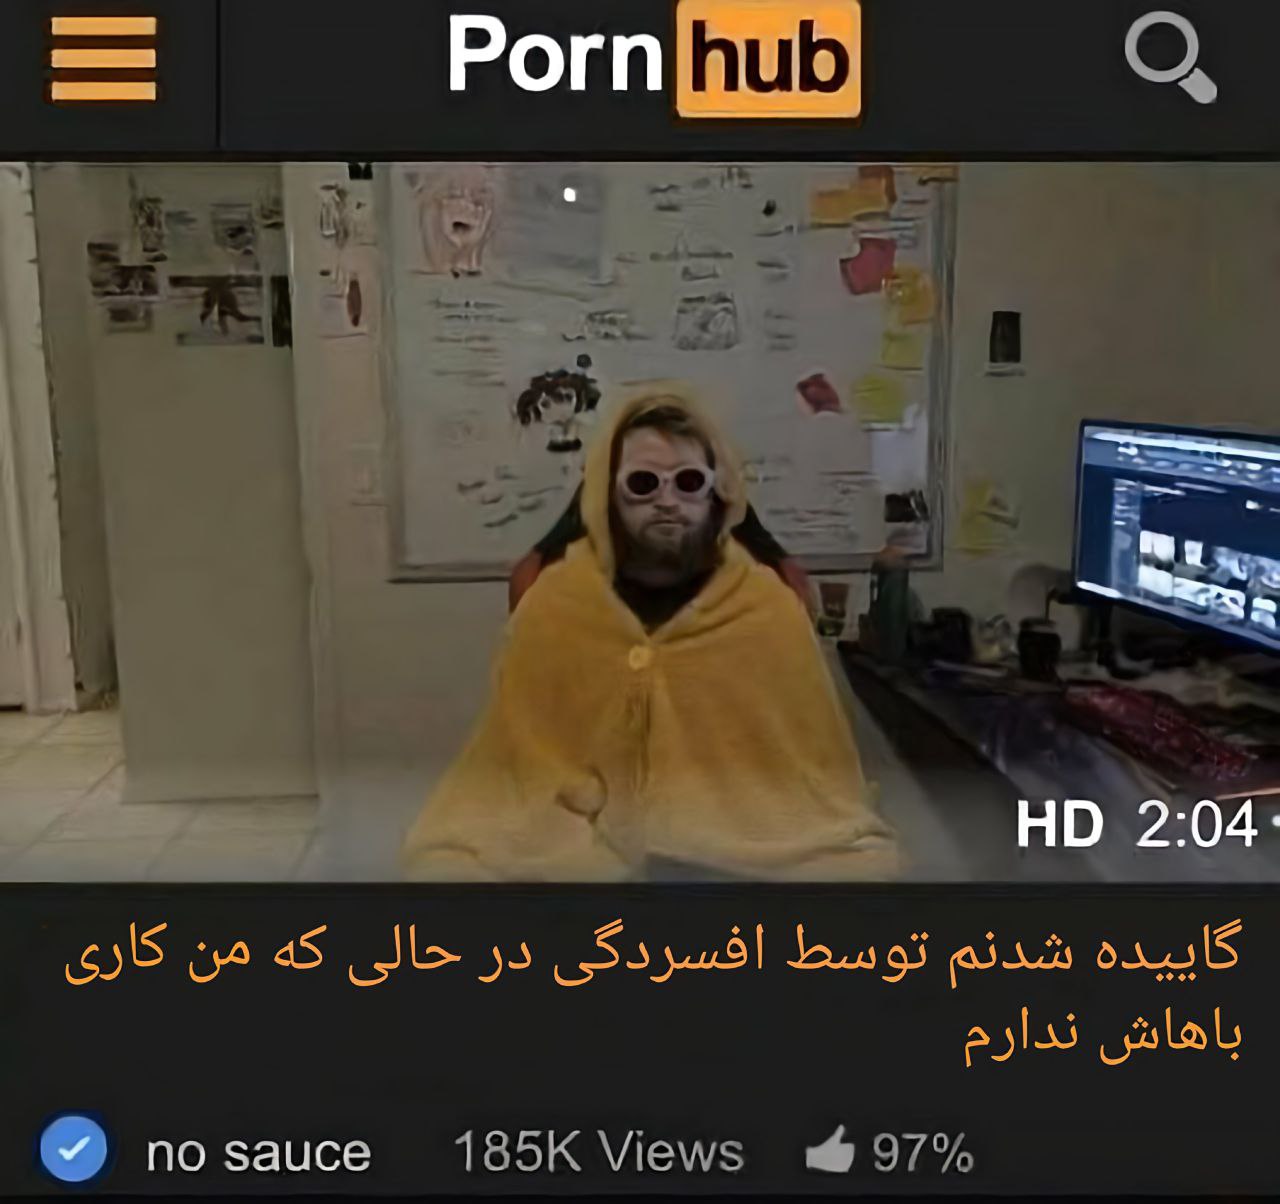 Porn hub
HD 2:04
گاییده شدنم توسط افسردگی در حالی که من کاری
باهاش ندارم
no sauce 185K Views 97%